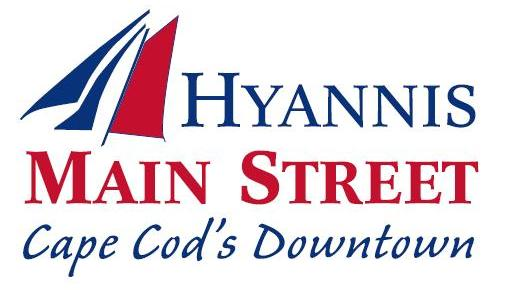 HYANNIS
MAIN STREET
Cape Cod's Downtown